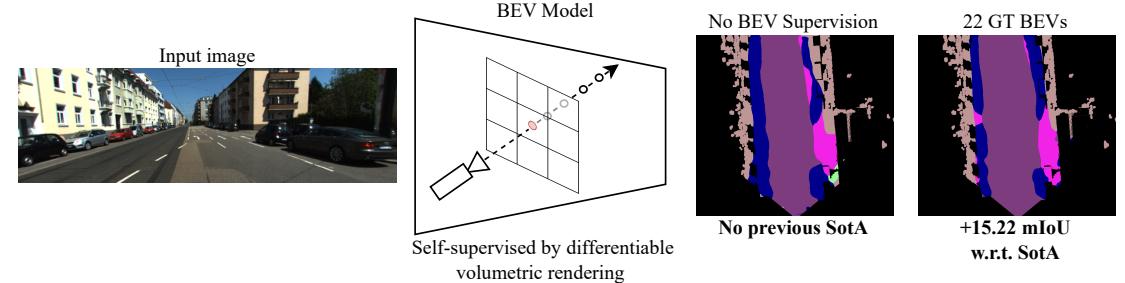 Input image
BEV Model
Self-supervised by differentiable
volumetric rendering
No BEV Supervision
No previous SotA
22 GT BEVs
+15.22 mIoU
w.r.t. SotA